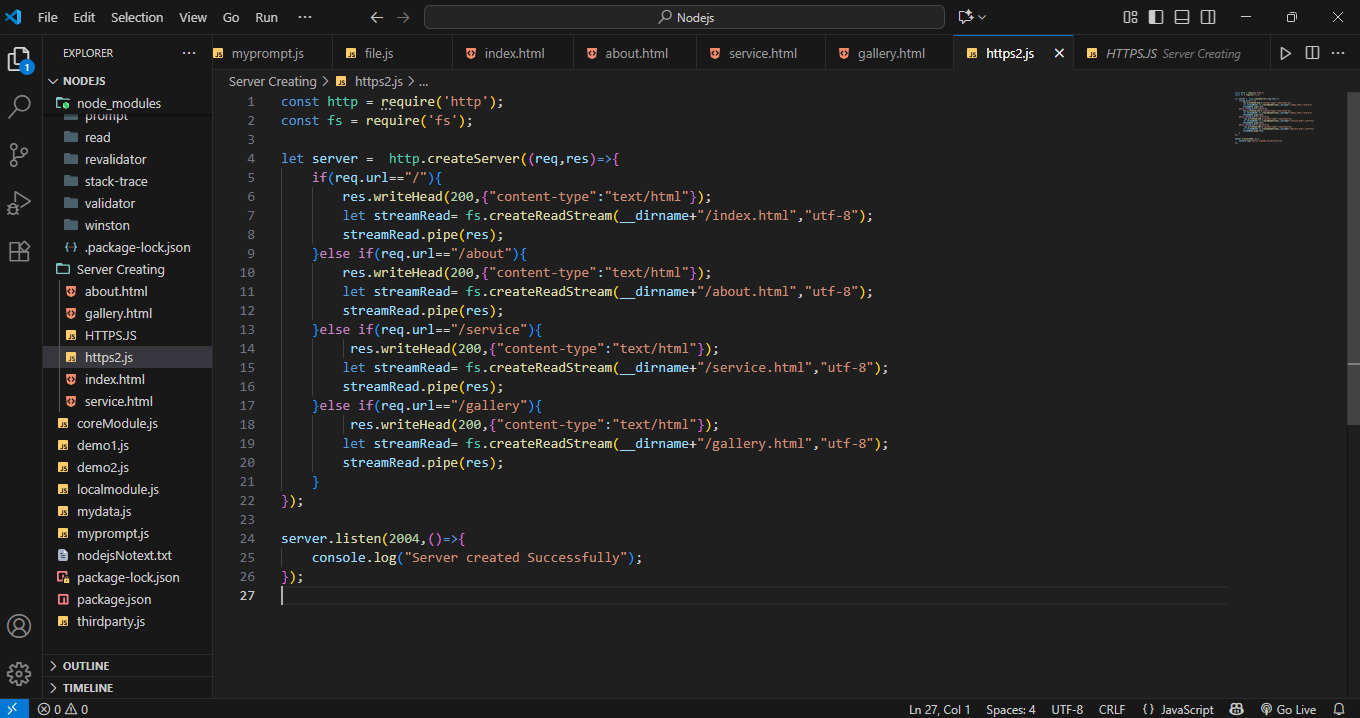 File Edit Selection View Go Run ··· Nodejs
EXPLORER ···
NODEJS
node_modules
prompt
read
revalidator
stack-trace
validator
winston
.package-lock.json
Server Creating
about.html
gallery.html
HTTPS.JS
https2.js
index.html
service.html
coreModule.js
demo1.js
demo2.js
localmodule.js
mydata.js
myprompt.js
nodejsNotext.txt
package-lock.json
package.json
thirdparty.js
OUTLINE
TIMELINE
1
myprompt.js file.js index.html about.html service.html gallery.html https2.js HTTPS.JS Server Creating
Server Creating > https2.js > ...
1 const http = require('http');
2 const fs = require('fs');
3
4 let server =  http.createServer((req,res)=>{
5     if(req.url=="/"){
6         res.writeHead(200,{"content-type":"text/html"});
7         let streamRead= fs.createReadStream(__dirname+"/index.html","utf-8");
8         streamRead.pipe(res);
9     }else if(req.url=="/about"){
10         res.writeHead(200,{"content-type":"text/html"});
11         let streamRead= fs.createReadStream(__dirname+"/about.html","utf-8");
12         streamRead.pipe(res);
13     }else if(req.url=="/service"){
14          res.writeHead(200,{"content-type":"text/html"});
15         let streamRead= fs.createReadStream(__dirname+"/service.html","utf-8");
16         streamRead.pipe(res);
17     }else if(req.url=="/gallery"){
18          res.writeHead(200,{"content-type":"text/html"});
19         let streamRead= fs.createReadStream(__dirname+"/gallery.html","utf-8");
20         streamRead.pipe(res);
21     }
22 });
23
24 server.listen(2004,()=>{
25     console.log("Server created Successfully");
26 });
27
0 0 Ln 27, Col 1 Spaces: 4 UTF-8 CRLF {} JavaScript Go Live